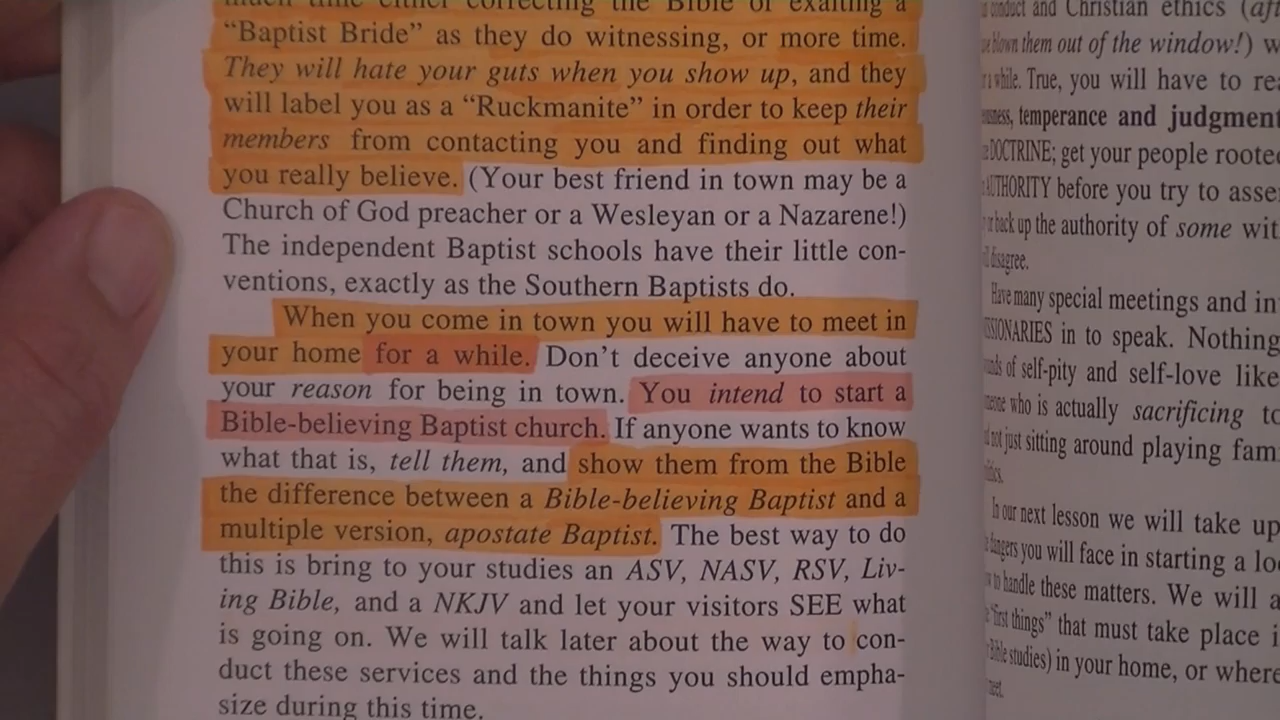 much time either correcting the Bible or exalting a
“Baptist Bride” as they do witnessing, or more time.
They will hate your guts when you show up, and they
will label you as a “Ruckmanite” in order to keep their
members from contacting you and finding out what
you really believe. (Your best friend in town may be a
Church of God preacher or a Wesleyan or a Nazarene!)
The independent Baptist schools have their little con-
ventions, exactly as the Southern Baptists do.
When you come in town you will have to meet in
your home for a while. Don’t deceive anyone about
your reason for being in town. You intend to start a
Bible-believing Baptist church. If anyone wants to know
what that is, tell them, and show them from the Bible
the difference between a Bible-believing Baptist and a
multiple version, apostate Baptist. The best way to do
this is bring to your studies an ASV, NASV, RSV, Liv-
ing Bible, and a NKJV and let your visitors SEE what
is going on. We will talk later about the way to con-
duct these services and the things you should empha-
size during this time.
conduct and Christian ethics
blown them out of the window!)
a while. True, you will have to
temperance and judgment
DOCTRINE; get your people
AUTHORITY before you try to
or back up the authority of some
disagree.
Have many special meetings and in
in to speak. Nothing
of self-pity and self-love like
who is actually sacrificing
not just sitting around playing
In our next lesson we will take up
dangers you will face in starting a
to handle these matters. We will
“first things” that must take place
Bible studies) in your home, or